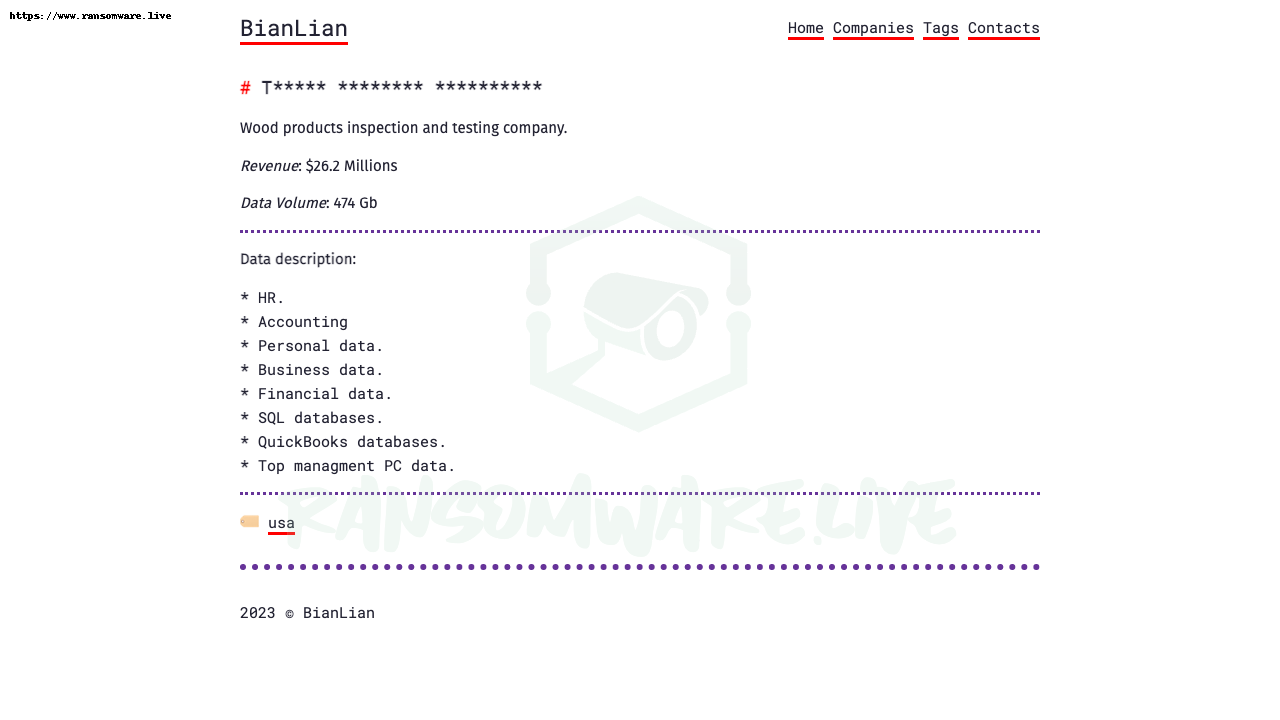 https://www.ransomware.live
BianLian
Home Companies Tags Contacts
# T***** ******** **********
Wood products inspection and testing company.
Revenue: $26.2 Millions
Data Volume: 474 Gb
Data description:
* HR.
* Accounting
* Personal data.
* Business data.
* Financial data.
* SQL databases.
* QuickBooks databases.
* Top managment PC data.
RANSOMWARE.LIVE
usa
2023 © BianLian